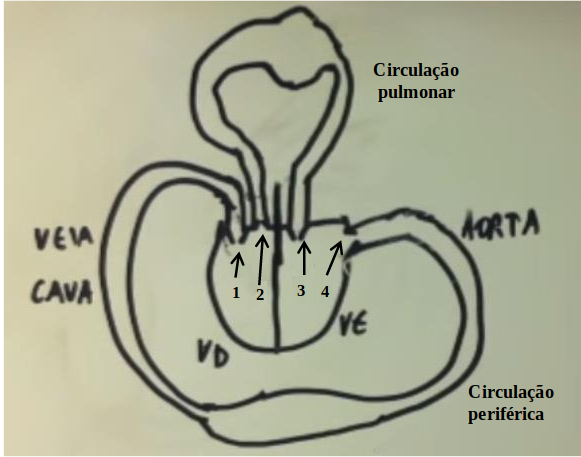 Circulação
pulmonar
VEIA
CAVA
AORTA
1
2
3
4
VD
VE
Circulação
periférica